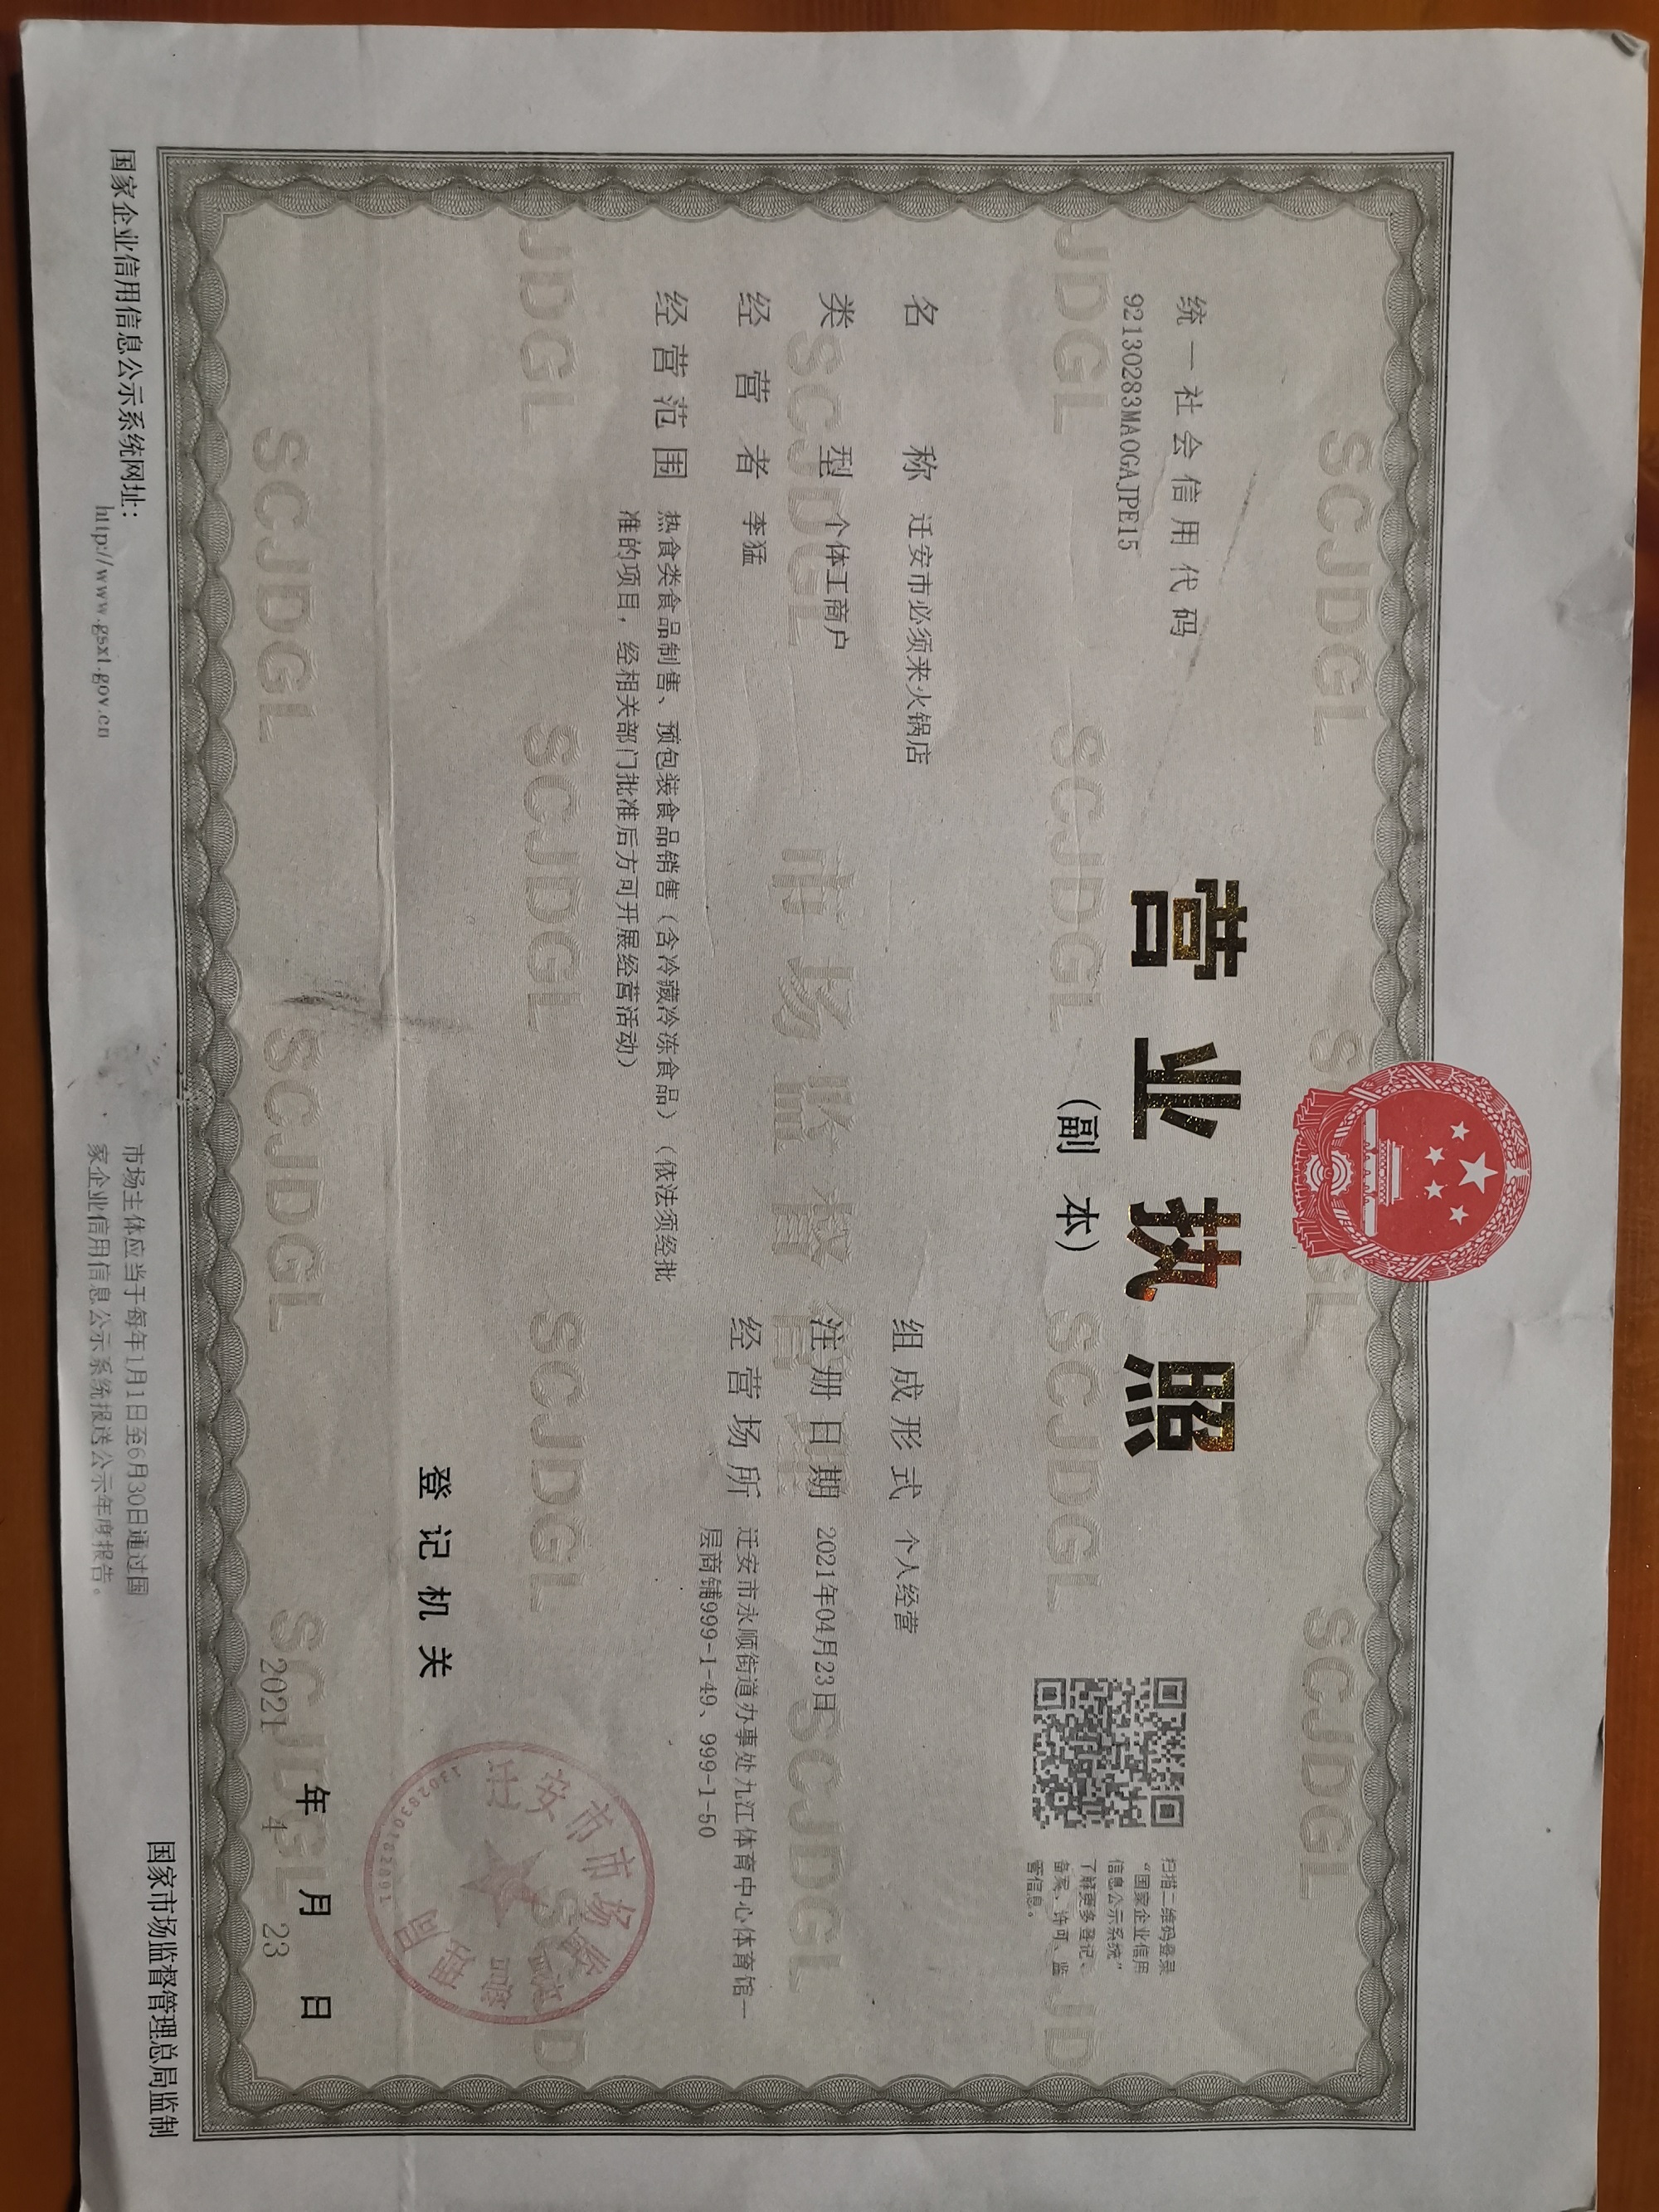 营业执照
（副 本）
统一社会信用代码
92130283MA0GAJPE15
扫描二维码登录
“国家企业信用
信息公示系统”
了解更多登记、
备案、许可、监
管信息。
名 称 迁安市必须来火锅店
类 型 个体工商户
经 营 者 李猛
经 营 范 围 热食类食品制售、预包装食品销售（含冷藏冷冻食品）（依法须经批
准的项目，经相关部门批准后方可开展经营活动）
组 成 形 式 个人经营
注 册 日 期 2021年04月23日
经 营 场 所 迁安市永顺街道办事处九江体育中心体育馆一
层商铺999-1-49、999-1-50
登 记 机 关
迁安市市场监督管理局
2021 年 4 月 23 日
国家企业信用信息公示系统网址：
http://www.gsxt.gov.cn
市场主体应当于每年1月1日至6月30日通过国
家企业信用信息公示系统报送公示年度报告。
国家市场监督管理总局监制